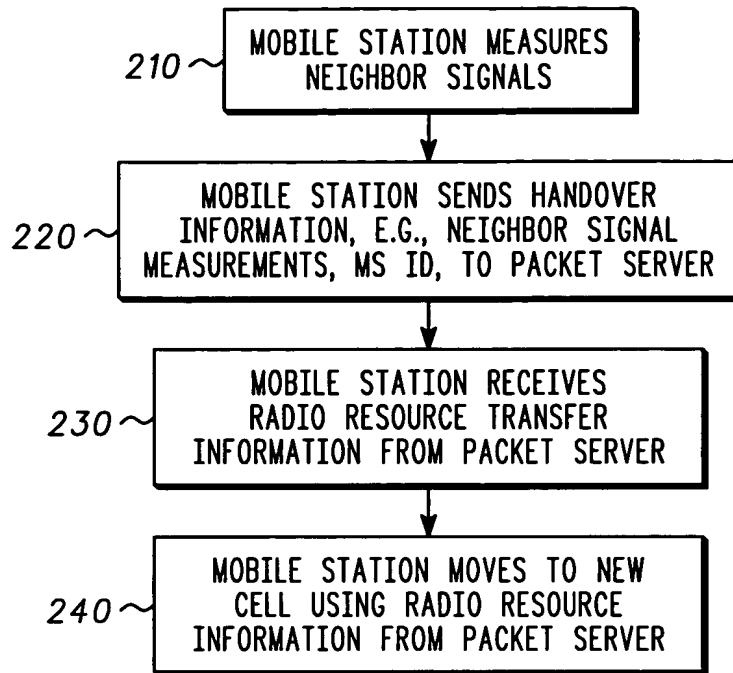 210
MOBILE STATION MEASURES
NEIGHBOR SIGNALS
220
MOBILE STATION SENDS HANDOVER
INFORMATION, E.G., NEIGHBOR SIGNAL
MEASUREMENTS, MS ID, TO PACKET SERVER
230
MOBILE STATION RECEIVES
RADIO RESOURCE TRANSFER
INFORMATION FROM PACKET SERVER
240
MOBILE STATION MOVES TO NEW
CELL USING RADIO RESOURCE
INFORMATION FROM PACKET SERVER